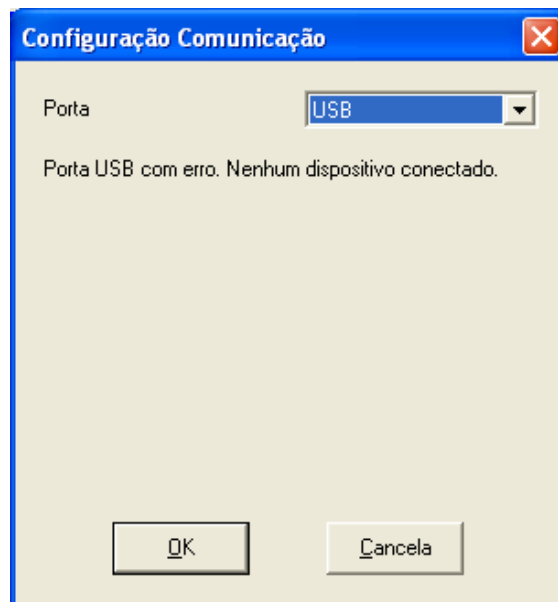 Configuração Comunicação
Porta USB
Porta USB com erro. Nenhum dispositivo conectado.
OK Cancela